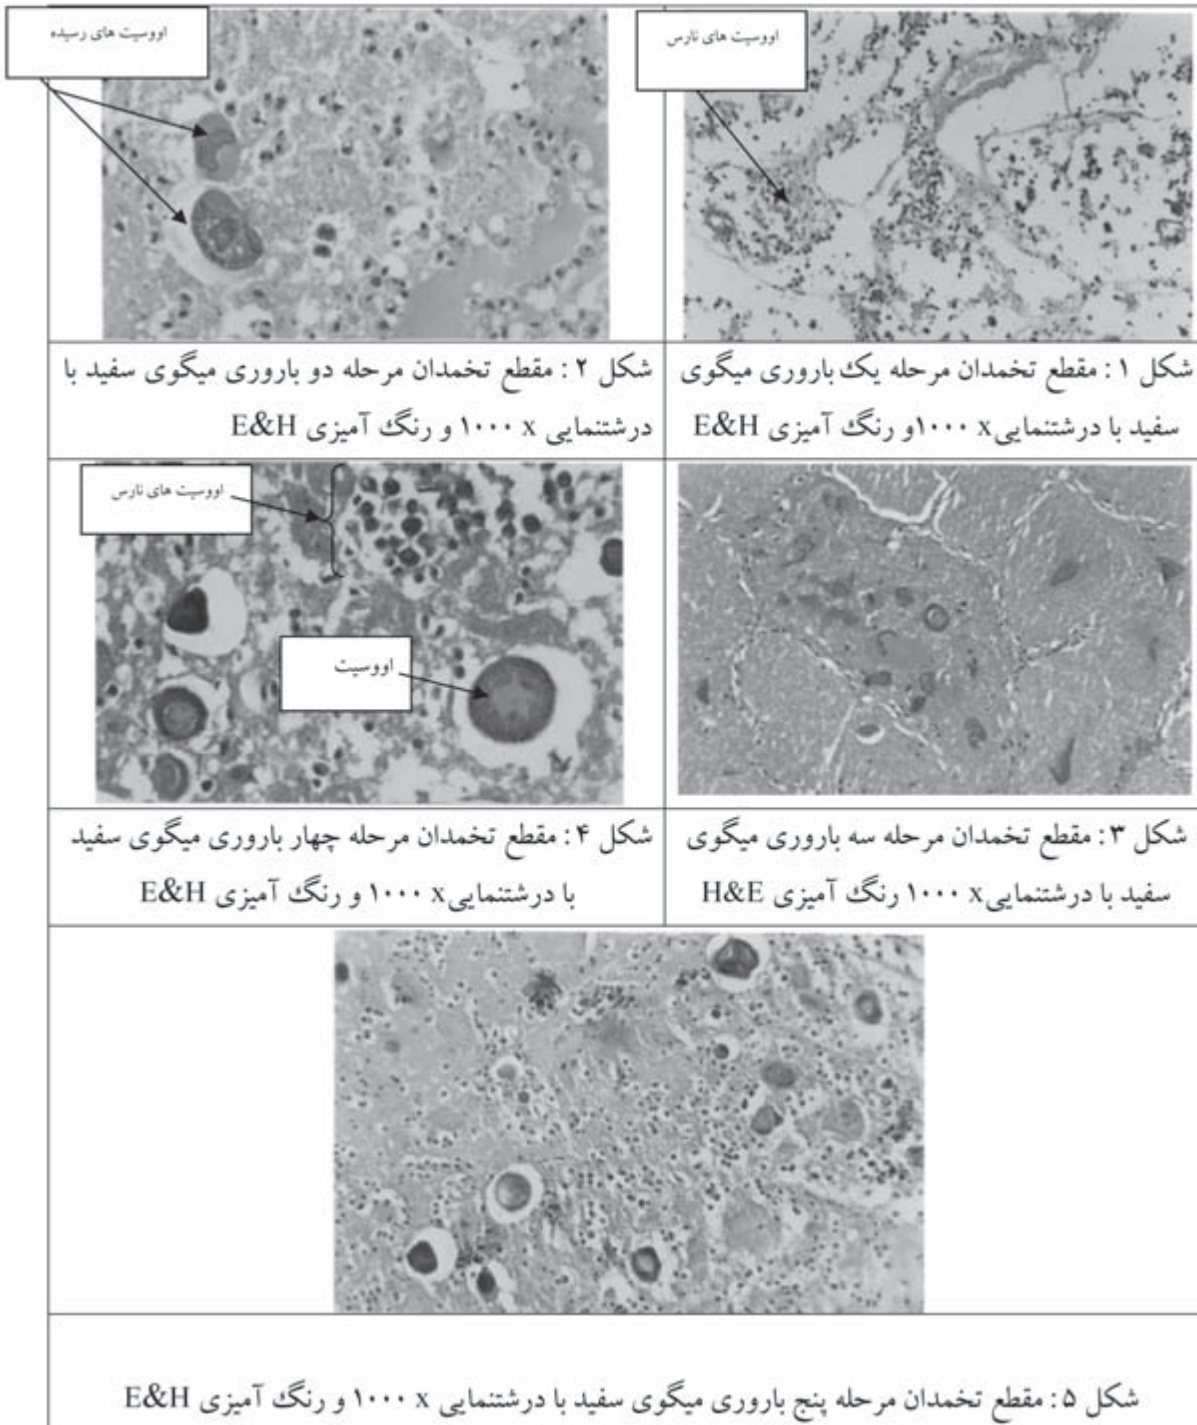 اووسیت های نارس
اووسیت های رسیده
شکل ۱: مقطع تخمدان مرحله یک باروری میگوی
سفید با درشتنمایی x ۱۰۰۰ و رنگ آمیزی E&H
شکل ۲: مقطع تخمدان مرحله دو باروری میگوی سفید با
درشتنمایی x ۱۰۰۰ و رنگ آمیزی E&H
اووسیت های نارس
اووسیت
شکل ۳: مقطع تخمدان مرحله سه باروری میگوی
سفید با درشتنمایی x ۱۰۰۰ رنگ آمیزی H&E
شکل ۴: مقطع تخمدان مرحله چهار باروری میگوی سفید
با درشتنمایی x ۱۰۰۰ و رنگ آمیزی E&H
شکل ۵: مقطع تخمدان مرحله پنج باروری میگوی سفید با درشتنمایی x ۱۰۰۰ و رنگ آمیزی E&H